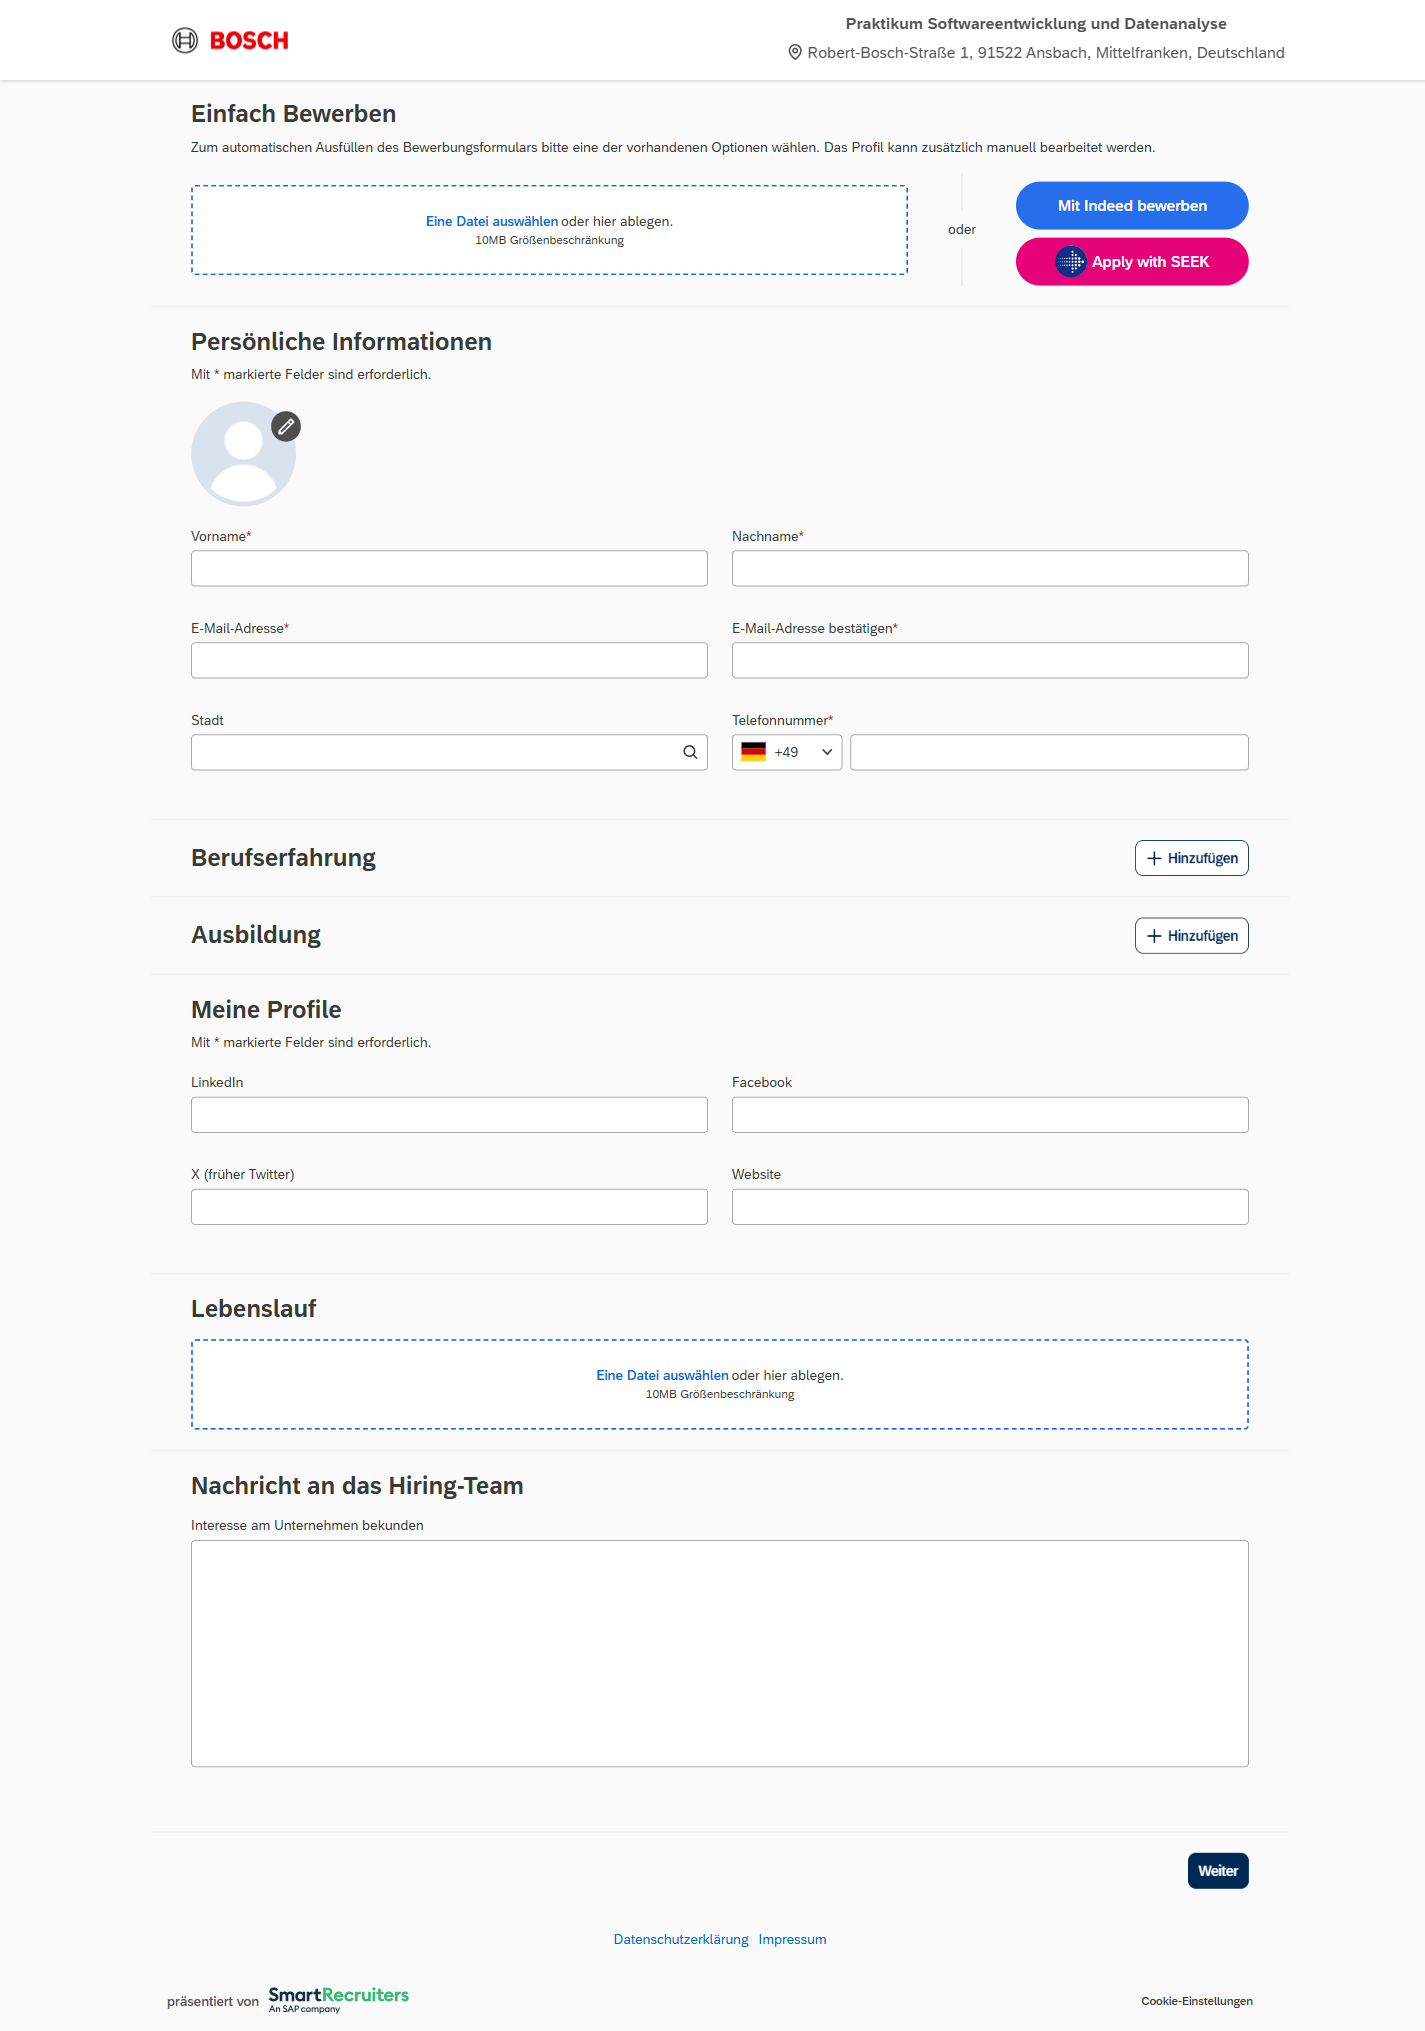 BOSCH
Praktikum Softwareentwicklung und Datenanalyse
Robert-Bosch-Straße 1, 91522 Ansbach, Mittelfranken, Deutschland
Einfach Bewerben
Zum automatischen Ausfüllen des Bewerbungsformulars bitte eine der vorhandenen Optionen wählen. Das Profil kann zusätzlich manuell bearbeitet werden.
Eine Datei auswählen oder hier ablegen.
10MB Größenbeschränkung
oder
Mit Indeed bewerben
Apply with SEEK
Persönliche Informationen
Mit * markierte Felder sind erforderlich.
Vorname*
Nachname*
E-Mail-Adresse*
E-Mail-Adresse bestätigen*
Stadt
Telefonnummer*
+49
Berufserfahrung
+ Hinzufügen
Ausbildung
+ Hinzufügen
Meine Profile
Mit * markierte Felder sind erforderlich.
LinkedIn
Facebook
X (früher Twitter)
Website
Lebenslauf
Eine Datei auswählen oder hier ablegen.
10MB Größenbeschränkung
Nachricht an das Hiring-Team
Interesse am Unternehmen bekunden
Weiter
Datenschutzerklärung Impressum
präsentiert von SmartRecruiters
An SAP company
Cookie-Einstellungen